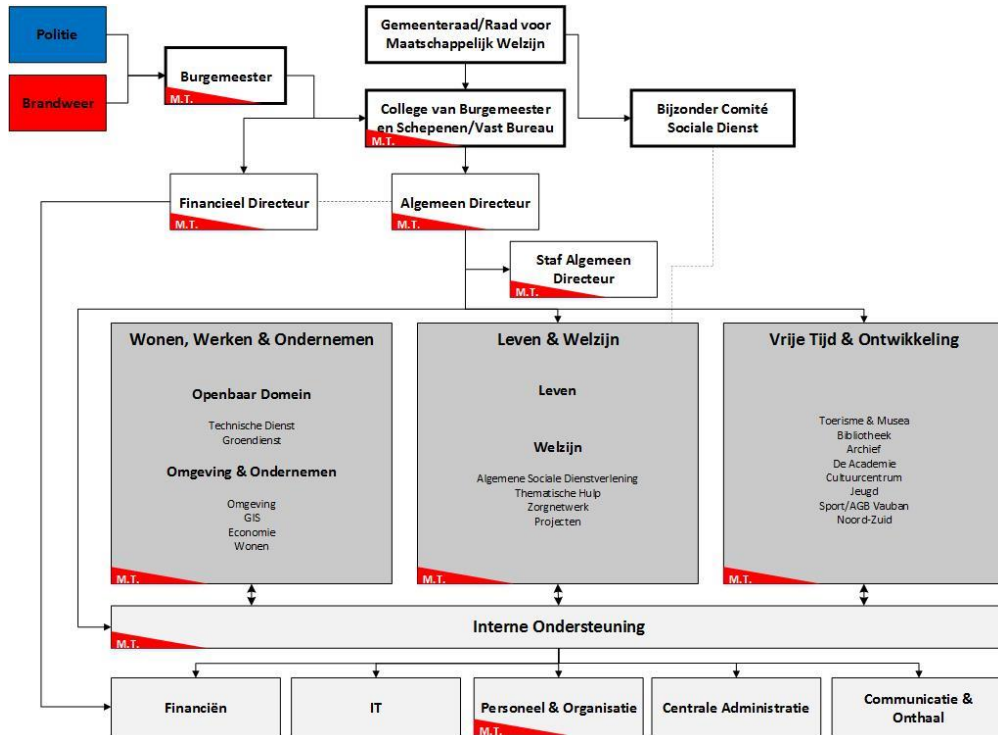 Politie
Brandweer
Burgemeester
M.T.
Gemeenteraad/Raad voor
Maatschappelijk Welzijn
College van Burgemeester
en Schepenen/Vast Bureau
M.T.
Bijzonder Comité
Sociale Dienst
Financieel Directeur
M.T.
Algemeen Directeur
M.T.
Staf Algemeen
Directeur
M.T.
Wonen, Werken & Ondernemen
Openbaar Domein
Technische Dienst
Groendienst
Omgeving & Ondernemen
Omgeving
GIS
Economie
Wonen
M.T.
Leven & Welzijn
Leven
Welzijn
Algemene Sociale Dienstverlening
Thematische Hulp
Zorgnetwerk
Projecten
M.T.
Vrije Tijd & Ontwikkeling
Toerisme & Musea
Bibliotheek
Archief
De Academie
Cultuurcentrum
Jeugd
Sport/AGB Vauban
Noord-Zuid
M.T.
Interne Ondersteuning
M.T.
Financiën
IT
Personeel & Organisatie
M.T.
Centrale Administratie
Communicatie &
Onthaal